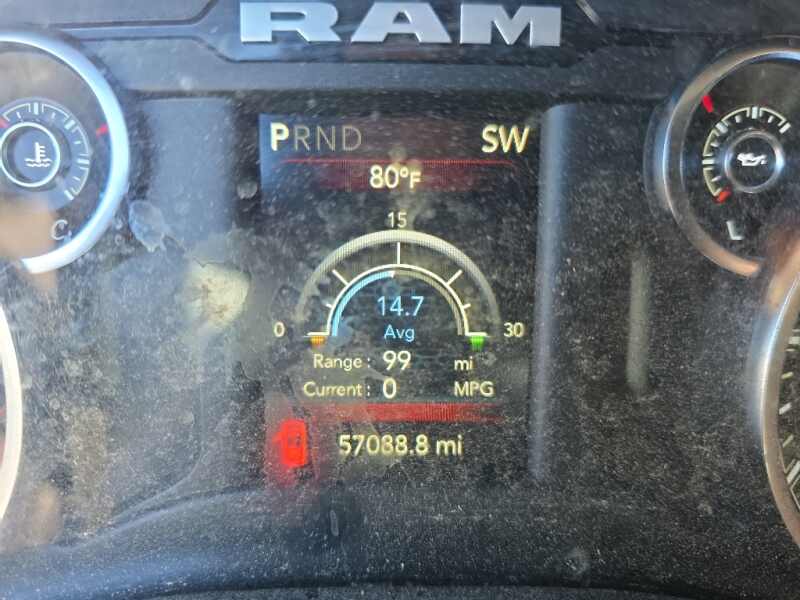 RAM
PRND SW
80°F
15
14.7
0 Avg 30
Range: 99 mi
Current: 0 MPG
57088.8 mi
C L